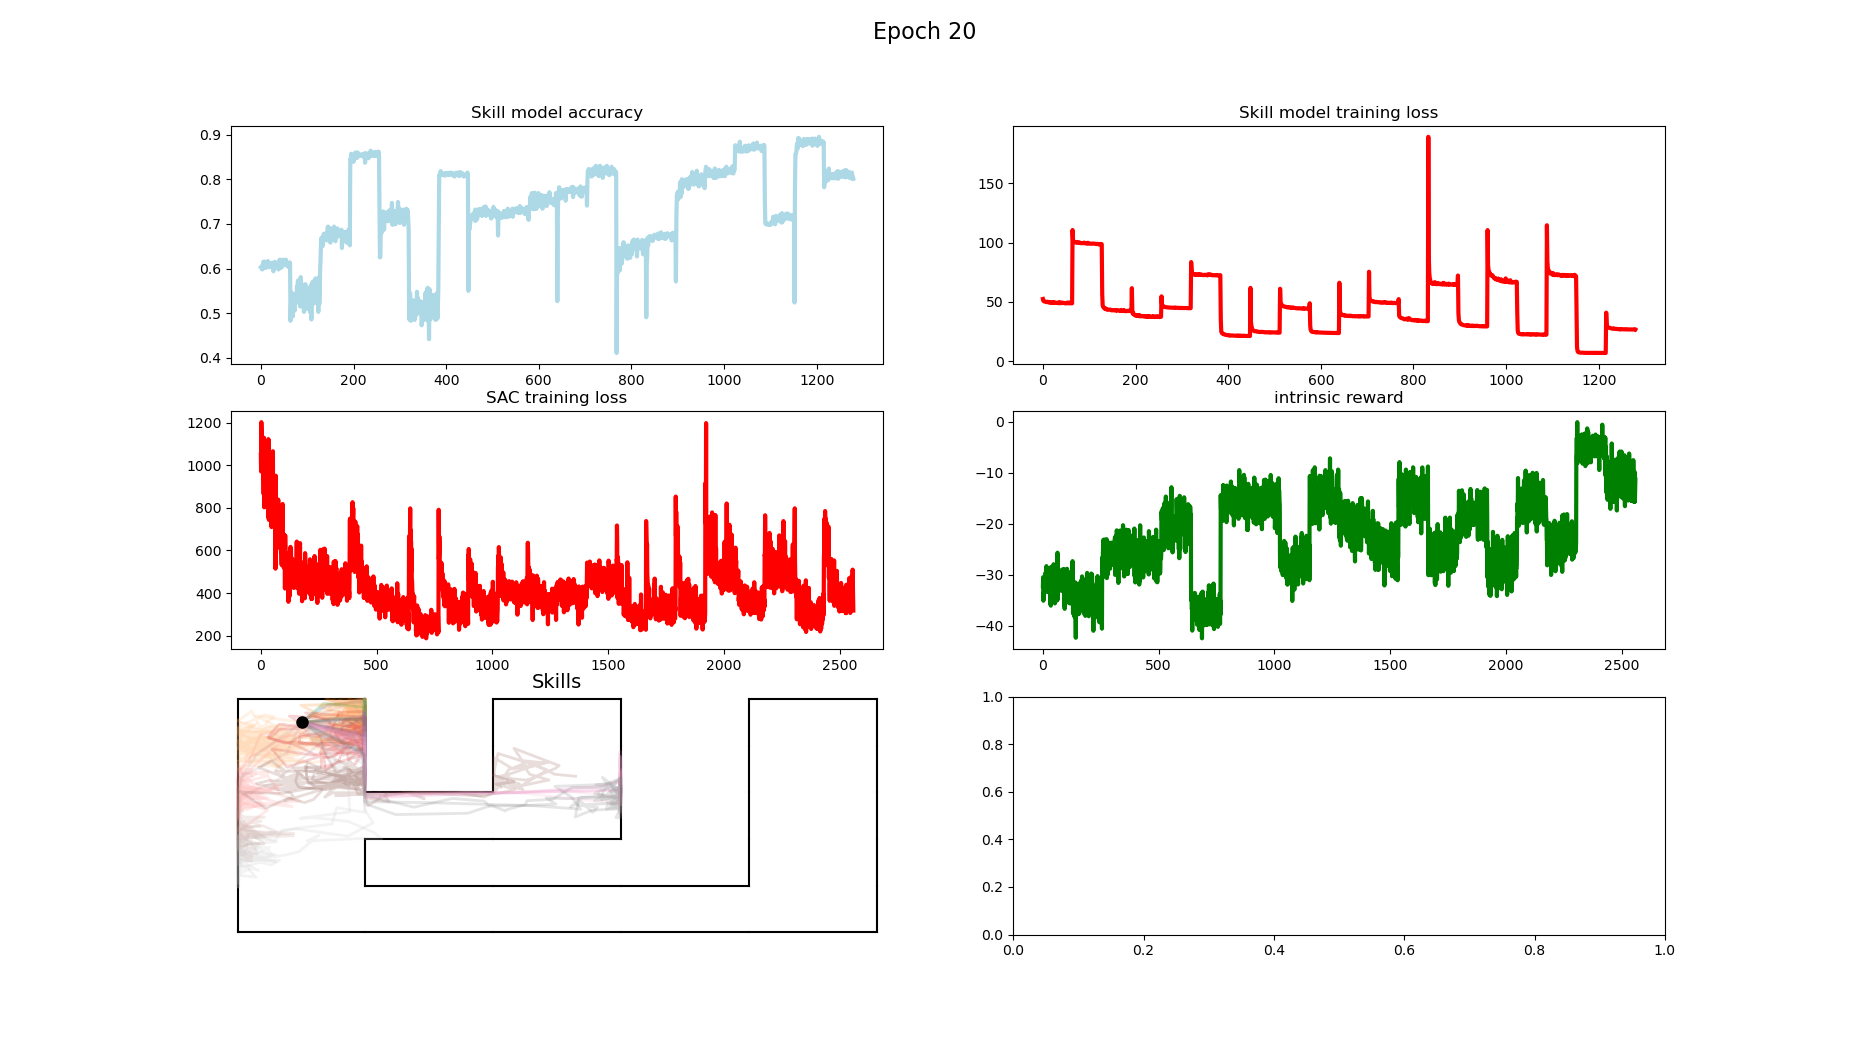 Epoch 20
Skill model accuracy
0.9
0.8
0.7
0.6
0.5
0.4
0 200 400 600 800 1000 1200
Skill model training loss
150
100
50
0
0 200 400 600 800 1000 1200
SAC training loss
1200
1000
800
600
400
200
0 500 1000 1500 2000 2500
intrinsic reward
0
−10
−20
−30
−40
0 500 1000 1500 2000 2500
Skills
1.0
0.8
0.6
0.4
0.2
0.0
0.0 0.2 0.4 0.6 0.8 1.0